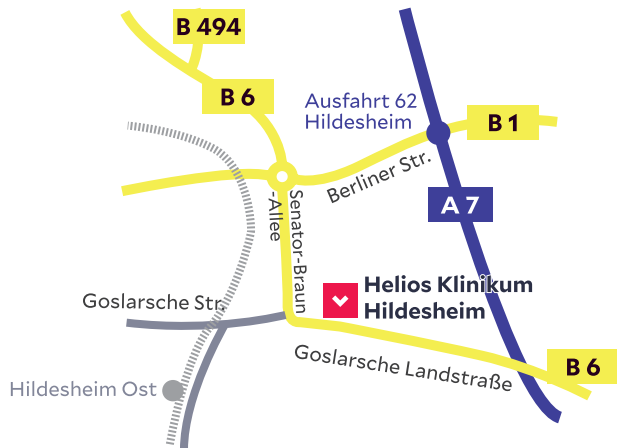 B 494
B 6
Ausfahrt 62
Hildesheim
B 1
Berliner Str.
A 7
Senator-Braun
-Allee
Helios Klinikum
Hildesheim
Goslarsche Str.
Goslarsche Landstraße
B 6
Hildesheim Ost